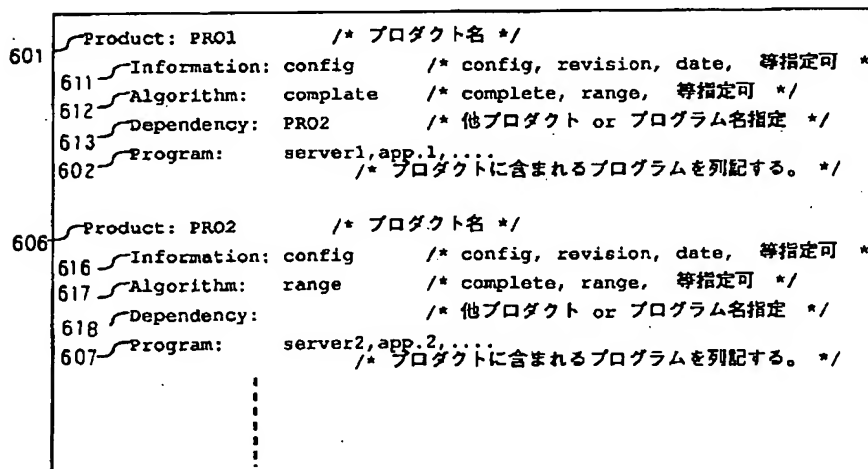 601 Product: PRO1 /* プロダクト名 */
611 Information: config /* config, revision, date, 等指定可 *
612 Algorithm: complate /* complete, range, 等指定可 */
613 Dependency: PRO2 /* 他プロダクト or プログラム名指定 */
602 Program: server1,app.1,....
/* プロダクトに含まれるプログラムを列記する。 */
606 Product: PRO2 /* プロダクト名 */
616 Information: config /* config, revision, date, 等指定可 *
617 Algorithm: range /* complete, range, 等指定可 */
618 Dependency: /* 他プロダクト or プログラム名指定 */
607 Program: server2,app.2,....
/* プロダクトに含まれるプログラムを列記する。 */